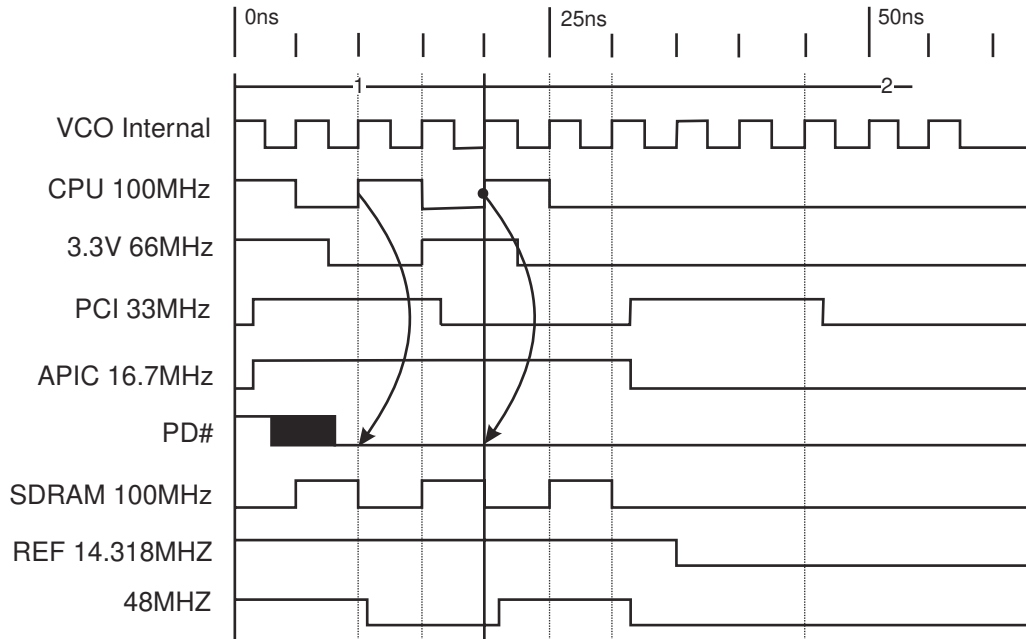 0ns 25ns 50ns
1 2
VCO Internal
CPU 100MHz
3.3V 66MHz
PCI 33MHz
APIC 16.7MHz
PD#
SDRAM 100MHz
REF 14.318MHZ
48MHZ